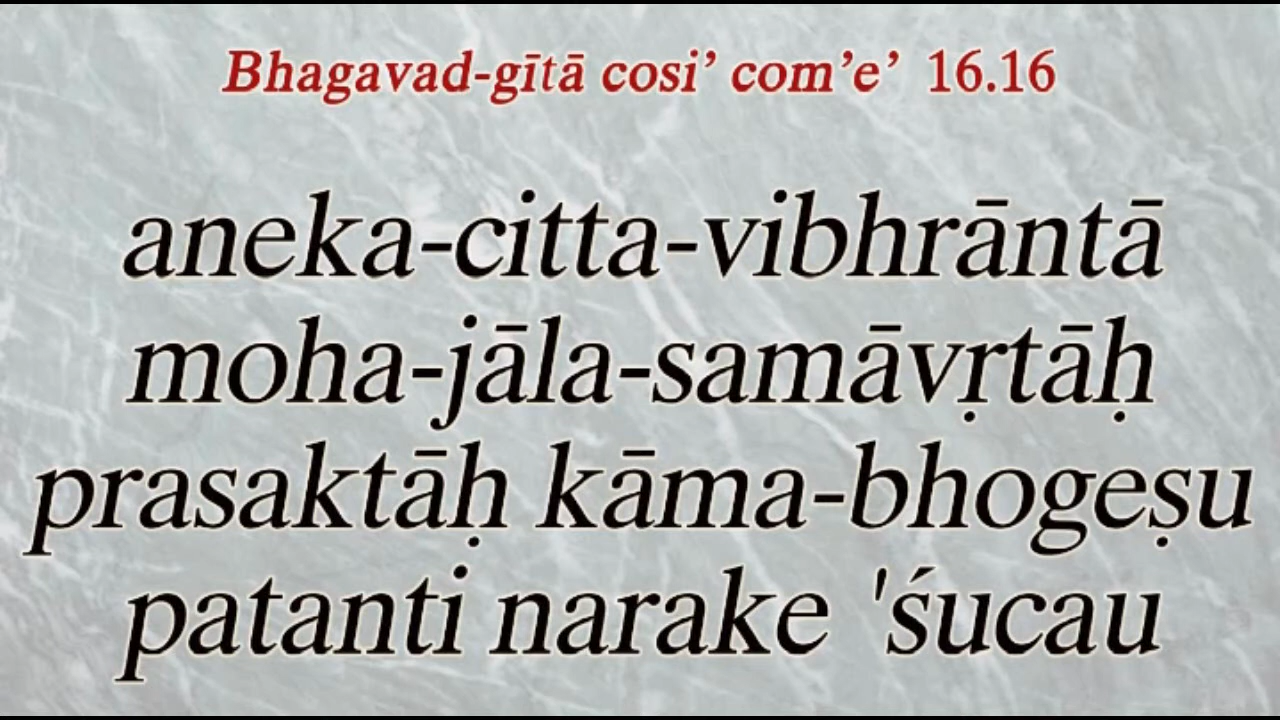 Bhagavad-gītā cosi’ com’e’ 16.16
aneka-citta-vibhrāntā
moha-jāla-samāvṛtāḥ
prasaktāḥ kāma-bhogeṣu
patanti narake 'śucau